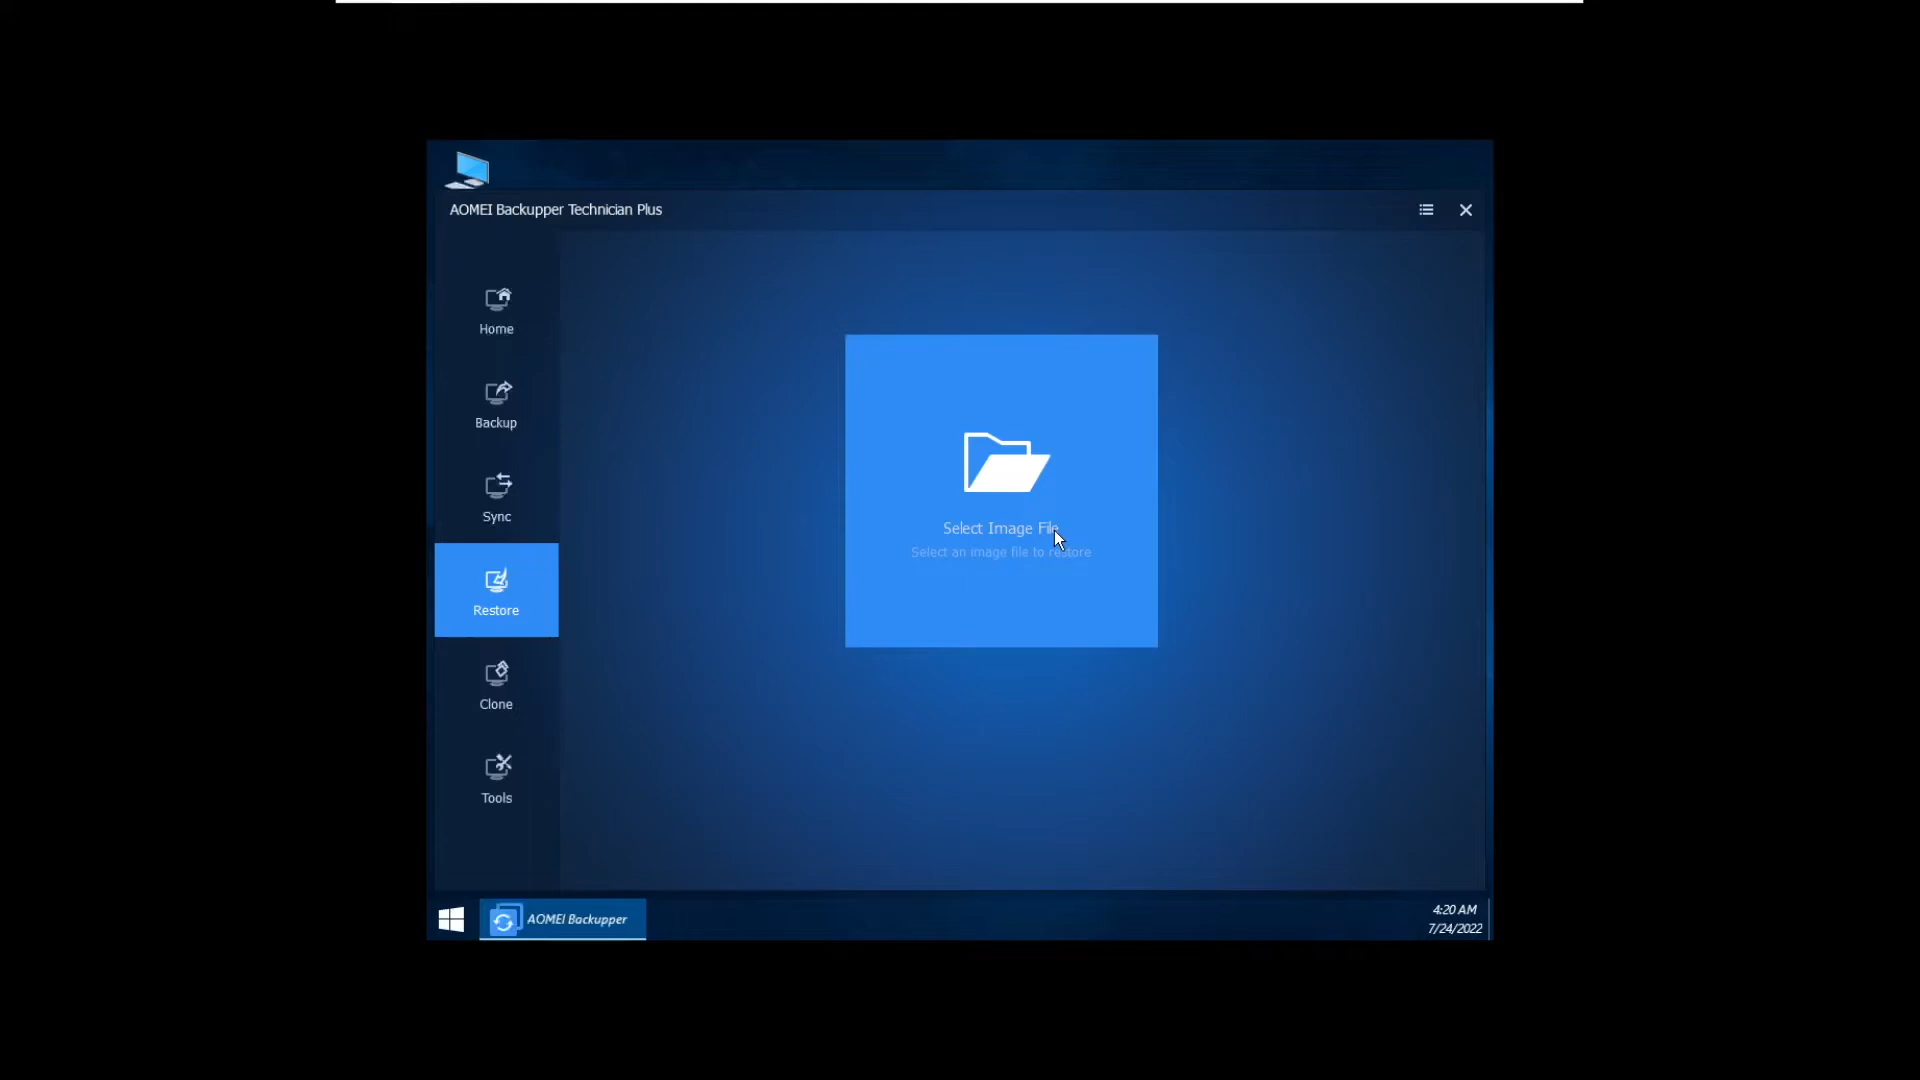 AOMEI Backupper Technician Plus
Home
Backup
Sync
Restore
Clone
Tools
Select Image File
Select an image file to restore
AOMEI Backupper
4:20 AM
7/24/2022